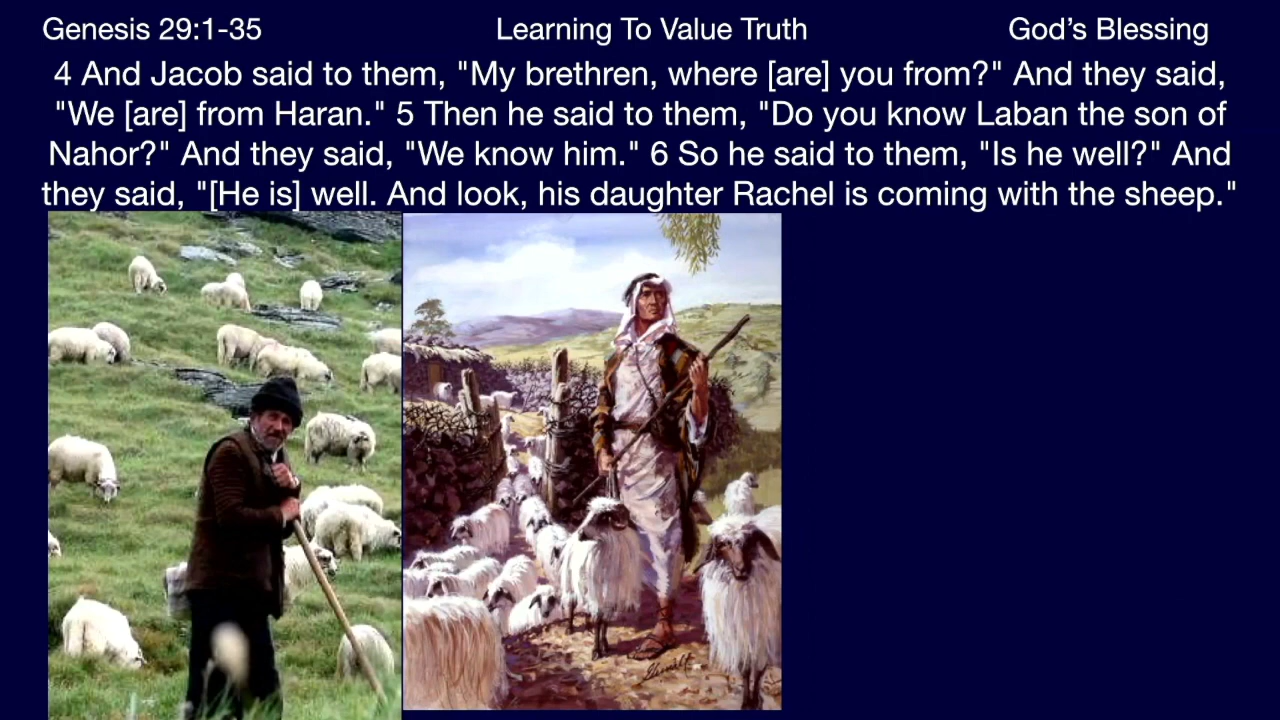 Genesis 29:1-35 Learning To Value Truth God's Blessing
4 And Jacob said to them, "My brethren, where [are] you from?" And they said,
"We [are] from Haran." 5 Then he said to them, "Do you know Laban the son of
Nahor?" And they said, "We know him." 6 So he said to them, "Is he well?" And
they said, "[He is] well. And look, his daughter Rachel is coming with the sheep."